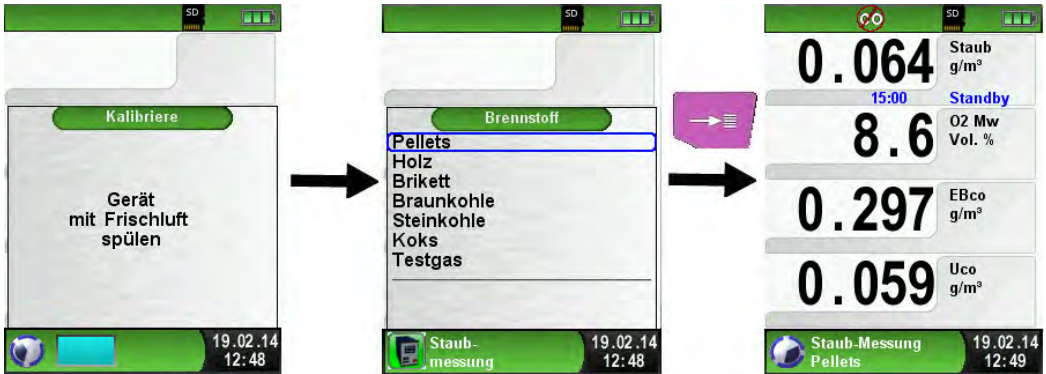 SD
Kalibriere
Gerät
mit Frischluft
spülen
19.02.14
12:48
SD
Brennstoff
Pellets
Holz
Brikett
Braunkohle
Steinkohle
Koks
Testgas
Staub-
messung
19.02.14
12:48
CO
SD
0.064 Staub
g/m³
15:00 Standby
8.6 O2 Mw
Vol. %
0.297 EBco
g/m³
0.059 Uco
g/m³
Staub-Messung
Pellets
19.02.14
12:49